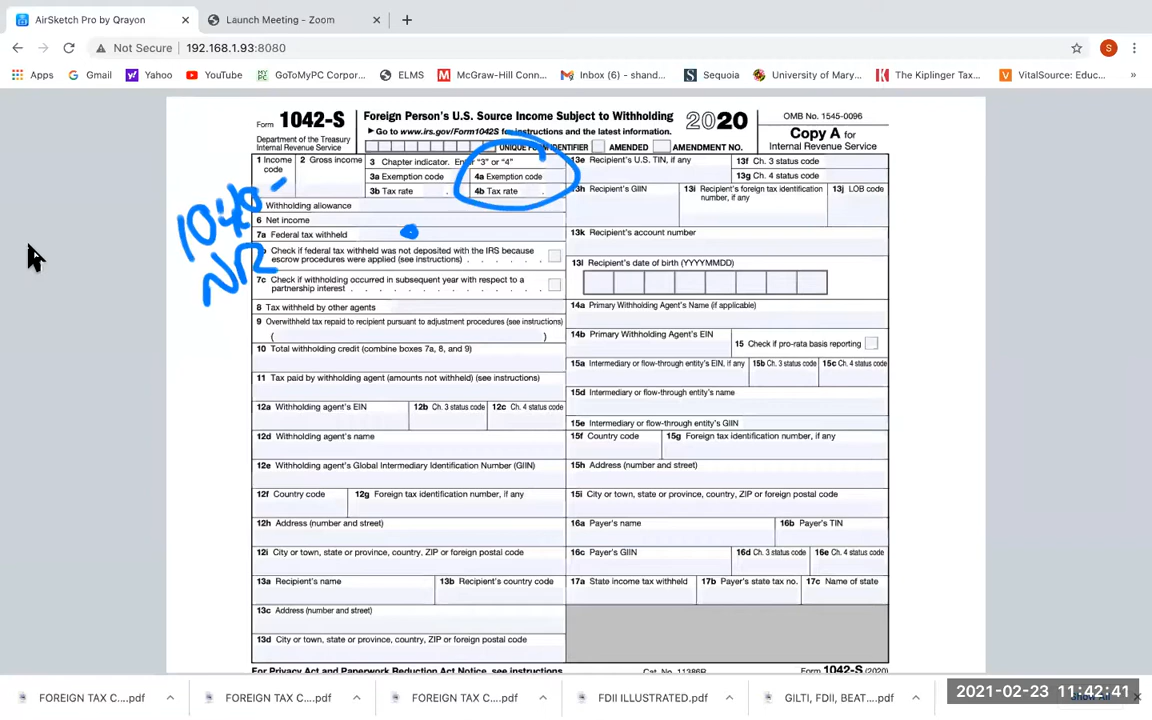 AirSketch Pro by Qrayon
Launch Meeting - Zoom
Not Secure
192.168.1.93:8080
S
Apps
Gmail
Yahoo
YouTube
GoToMyPC Corpor...
ELMS
McGraw-Hill Conn...
Inbox (6) - shand...
Sequoia
University of Mary...
The Kiplinger Tax...
VitalSource: Educ...
»
Form 1042-S
Department of the Treasury
Internal Revenue Service
Foreign Person's U.S. Source Income Subject to Withholding
▶ Go to www.irs.gov/Form1042S for instructions and the latest information.
2020
OMB No. 1545-0096
Copy A for
Internal Revenue Service
UNIQUE FORM IDENTIFIER
AMENDED
AMENDMENT NO.
1 Income
code
2 Gross income
3 Chapter indicator. Enter "3" or "4"
3a Exemption code
4a Exemption code
3b Tax rate .
4b Tax rate .
Withholding allowance
6 Net income
7a Federal tax withheld
Check if federal tax withheld was not deposited with the IRS because
escrow procedures were applied (see instructions) . . . . . . .
7c Check if withholding occurred in subsequent year with respect to a
partnership interest . . . . . . . . . . . . . . .
8 Tax withheld by other agents
9 Overwithheld tax repaid to recipient pursuant to adjustment procedures (see instructions)
( )
10 Total withholding credit (combine boxes 7a, 8, and 9)
11 Tax paid by withholding agent (amounts not withheld) (see instructions)
12a Withholding agent's EIN
12b Ch. 3 status code
12c Ch. 4 status code
12d Withholding agent's name
12e Withholding agent's Global Intermediary Identification Number (GIIN)
12f Country code
12g Foreign tax identification number, if any
12h Address (number and street)
12i City or town, state or province, country, ZIP or foreign postal code
13a Recipient's name
13b Recipient's country code
13c Address (number and street)
13d City or town, state or province, country, ZIP or foreign postal code
13e Recipient's U.S. TIN, if any
13f Ch. 3 status code
13g Ch. 4 status code
13h Recipient's GIIN
13i Recipient's foreign tax identification
number, if any
13j LOB code
13k Recipient's account number
13l Recipient's date of birth (YYYYMMDD)
14a Primary Withholding Agent's Name (if applicable)
14b Primary Withholding Agent's EIN
15 Check if pro-rata basis reporting
15a Intermediary or flow-through entity's EIN, if any
15b Ch. 3 status code
15c Ch. 4 status code
15d Intermediary or flow-through entity's name
15e Intermediary or flow-through entity's GIIN
15f Country code
15g Foreign tax identification number, if any
15h Address (number and street)
15i City or town, state or province, country, ZIP or foreign postal code
16a Payer's name
16b Payer's TIN
16c Payer's GIIN
16d Ch. 3 status code
16e Ch. 4 status code
17a State income tax withheld
17b Payer's state tax no.
17c Name of state
For Privacy Act and Paperwork Reduction Act Notice, see instructions.
Cat. No. 11386R
Form 1042-S (2020)
1040-
NR
FOREIGN TAX C....pdf
FOREIGN TAX C....pdf
FOREIGN TAX C....pdf
FDII ILLUSTRATED.pdf
GILTI, FDII, BEAT....pdf
2021-02-23 11:42:41
Show All